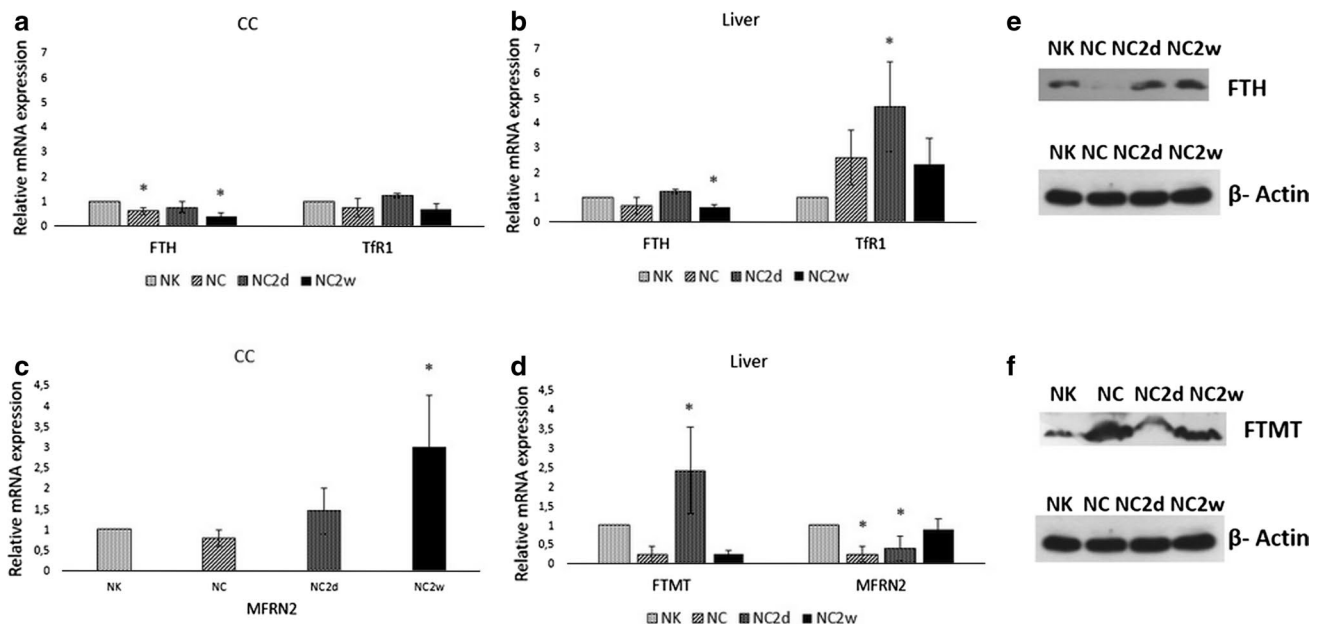 a
CC
Relative mRNA expression
7
6
5
4
3
2
1
0
*
*
FTH
TfR1
NK NC NC2d NC2w
b
Liver
Relative mRNA expression
7
6
5
4
3
2
1
0
*
*
FTH
TfR1
NK NC NC2d NC2w
e
NK NC NC2d NC2w
FTH
NK NC NC2d NC2w
β- Actin
c
CC
Relative mRNA expression
4,5
4
3,5
3
2,5
2
1,5
1
0,5
0
*
NK NC NC2d NC2w
MFRN2
d
Liver
Relative mRNA expression
4,5
4
3,5
3
2,5
2
1,5
1
0,5
0
*
*
*
FTMT
MFRN2
NK NC NC2d NC2w
f
NK NC NC2d NC2w
FTMT
NK NC NC2d NC2w
β- Actin